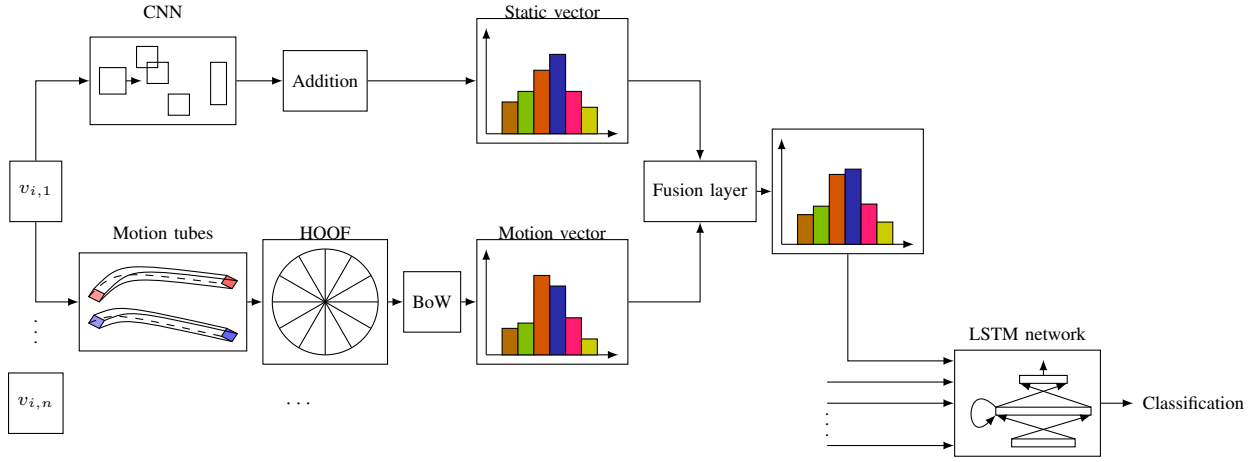 CNN
Static vector
Addition
v_{i,1}
Fusion layer
Motion tubes
HOOF
Motion vector
BoW
⋮
LSTM network
v_{i,n}
...
⋮
Classification